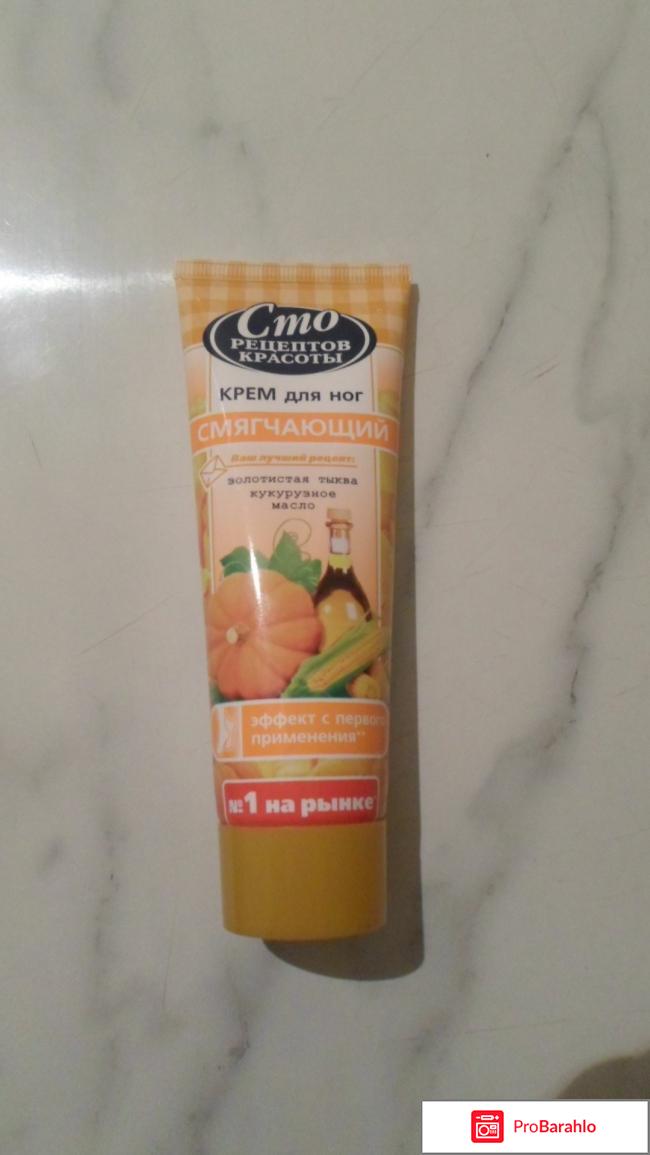 Сто
РЕЦЕПТОВ
КРАСОТЫ
КРЕМ для ног
СМЯГЧАЮЩИЙ
Ваш лучший рецепт:
золотистая тыква
кукурузное
масло
эффект с первого
применения**
№1 на рынке*
ProBarahlo